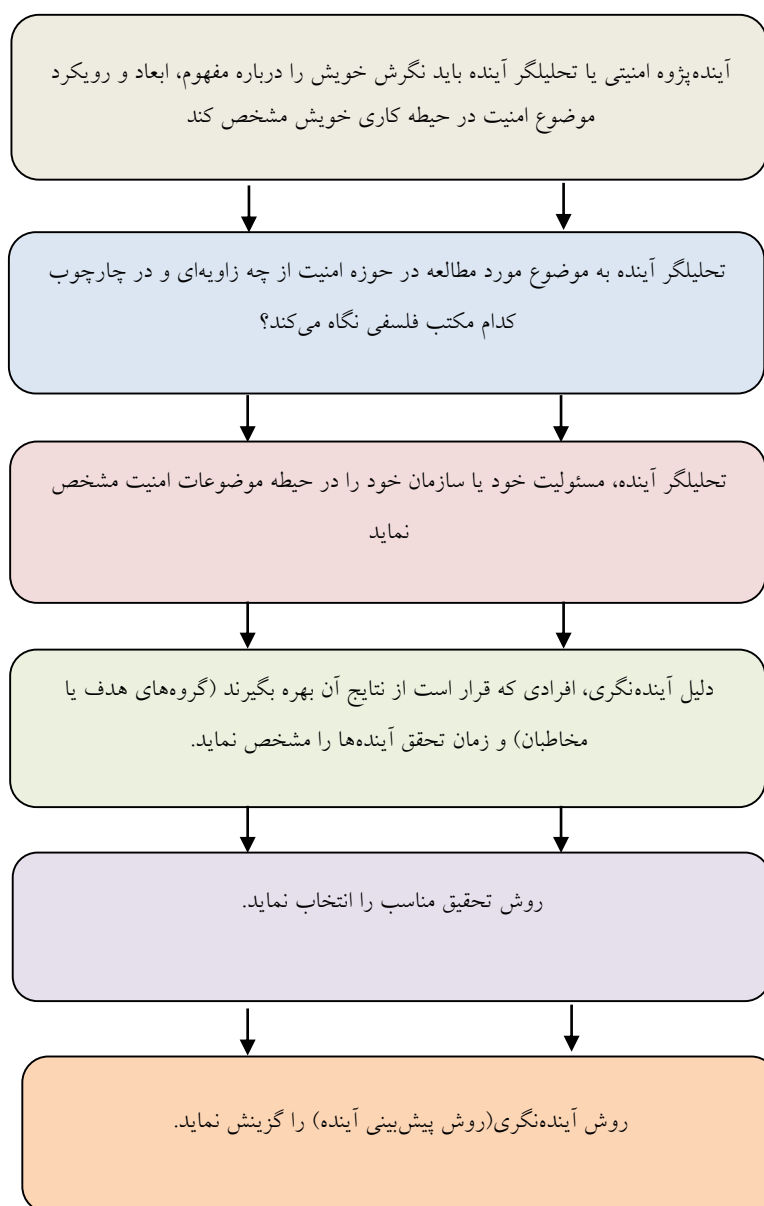 آینده‌پژوه امنیتی یا تحلیلگر آینده باید نگرش خویش را درباره مفهوم، ابعاد و رویکرد
موضوع امنیت در حیطه کاری خویش مشخص کند
تحلیلگر آینده به موضوع مورد مطالعه در حوزه امنیت از چه زاویه‌ای و در چارچوب
کدام مکتب فلسفی نگاه می‌کند؟
تحلیلگر آینده، مسئولیت خود یا سازمان خود را در حیطه موضوعات امنیت مشخص
نماید
دلیل آینده‌نگری، افرادی که قرار است از نتایج آن بهره بگیرند (گروه‌های هدف یا
مخاطبان) و زمان تحقق آینده‌ها را مشخص نماید.
روش تحقیق مناسب را انتخاب نماید.
روش آینده‌نگری(روش پیش‌بینی آینده) را گزینش نماید.